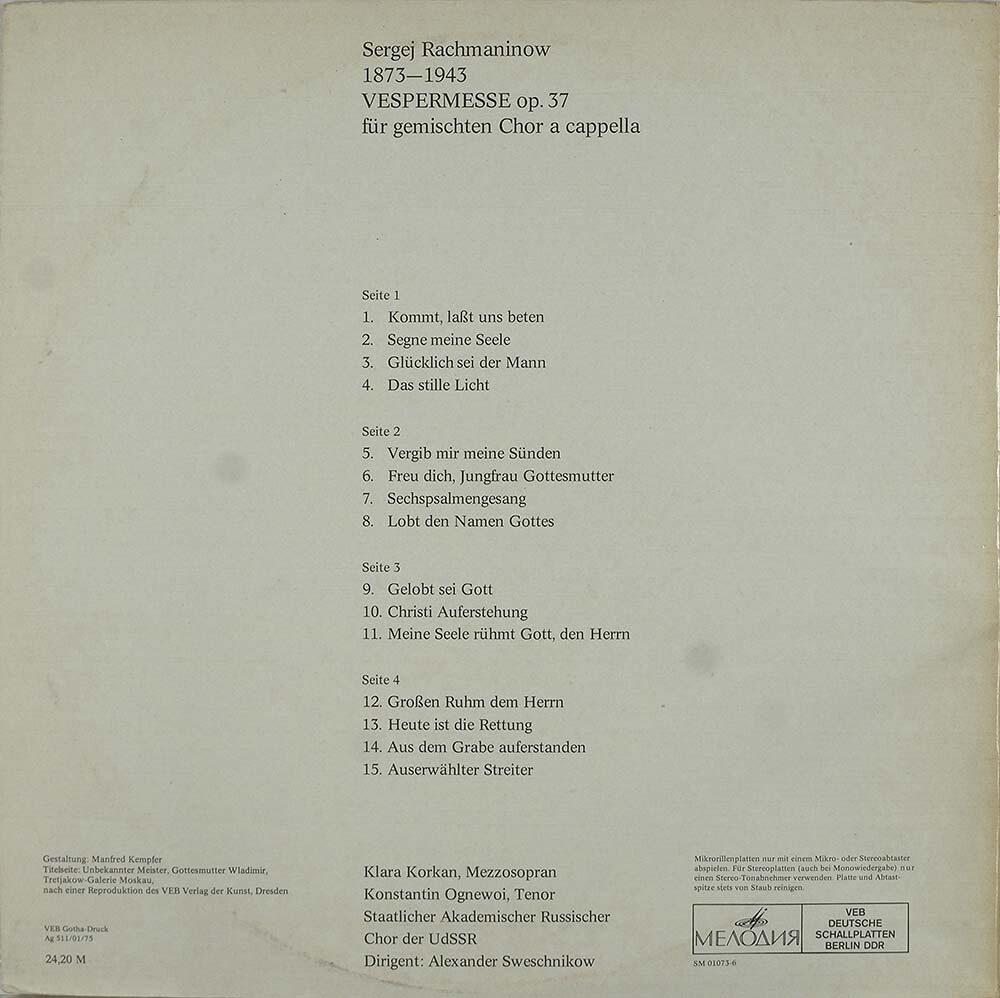 Sergej Rachmaninow
1873—1943
VESPERMESSE op. 37
für gemischten Chor a cappella
Seite 1
1. Kommt, laßt uns beten
2. Segne meine Seele
3. Glücklich sei der Mann
4. Das stille Licht
Seite 2
5. Vergib mir meine Sünden
6. Freu dich, Jungfrau Gottesmutter
7. Sechspsalmengesang
8. Lobt den Namen Gottes
Seite 3
9. Gelobt sei Gott
10. Christi Auferstehung
11. Meine Seele rühmt Gott, den Herrn
Seite 4
12. Großen Ruhm dem Herrn
13. Heute ist die Rettung
14. Aus dem Grabe auferstanden
15. Auserwählter Streiter
Gestaltung: Manfred Kempfer
Titelseite: Unbekannter Meister, Gottesmutter Wladimir,
Tretjakow-Galerie Moskau,
nach einer Reproduktion des VEB Verlag der Kunst, Dresden
VEB Gotha-Druck
Ag 511/01/75
24,20 M
Klara Korkan, Mezzosopran
Konstantin Ognewoi, Tenor
Staatlicher Akademischer Russischer
Chor der UdSSR
Dirigent: Alexander Sweschnikow
Mikrorillenplatten nur mit einem Mikro- oder Stereoabtaster
abspielen. Für Stereoplatten (auch bei Monowiedergabe) nur
einen Stereo-Tonabnehmer verwenden. Platte und Abtast-
spitze stets von Staub reinigen.
МЕЛОДИЯ
VEB
DEUTSCHE
SCHALLPLATTEN
BERLIN DDR
SM 01073-6